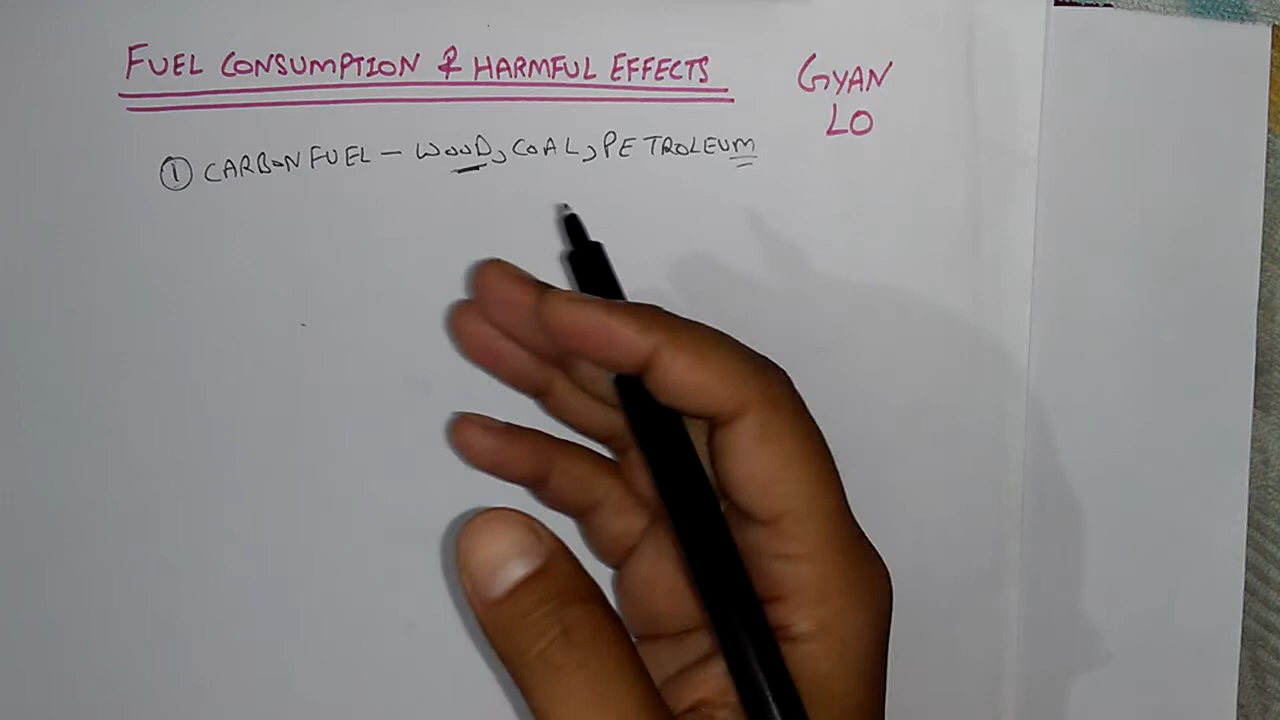 FUEL CONSUMPTION & HARMFUL EFFECTS
GYAN
LO
① CARBON FUEL - WOOD, COAL, PETROLEUM